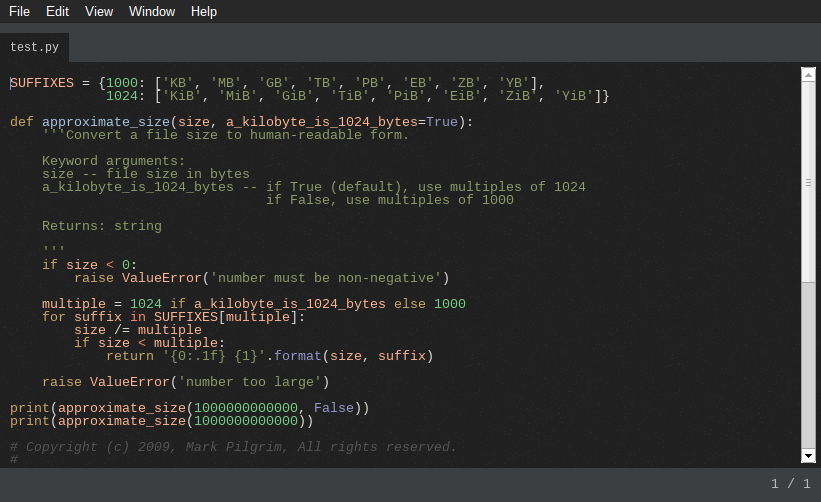 File Edit View Window Help
test.py
SUFFIXES = {1000: ['KB', 'MB', 'GB', 'TB', 'PB', 'EB', 'ZB', 'YB'],
            1024: ['KiB', 'MiB', 'GiB', 'TiB', 'PiB', 'EiB', 'ZiB', 'YiB']}
def approximate_size(size, a_kilobyte_is_1024_bytes=True):
    '''Convert a file size to human-readable form.
    Keyword arguments:
    size -- file size in bytes
    a_kilobyte_is_1024_bytes -- if True (default), use multiples of 1024
                                if False, use multiples of 1000
    Returns: string
    '''
    if size < 0:
        raise ValueError('number must be non-negative')
    multiple = 1024 if a_kilobyte_is_1024_bytes else 1000
    for suffix in SUFFIXES[multiple]:
        size /= multiple
        if size < multiple:
            return '{0:.1f} {1}'.format(size, suffix)
    raise ValueError('number too large')
print(approximate_size(1000000000000, False))
print(approximate_size(1000000000000))
# Copyright (c) 2009, Mark Pilgrim, All rights reserved.
#
1 / 1